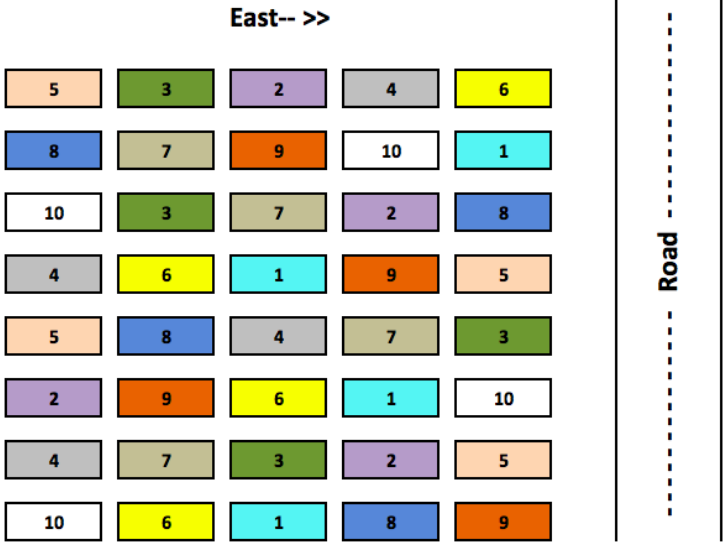 East-- >>
5 3 2 4 6
8 7 9 10 1
10 3 7 2 8
4 6 1 9 5
5 8 4 7 3
2 9 6 1 10
4 7 3 2 5
10 6 1 8 9
Road